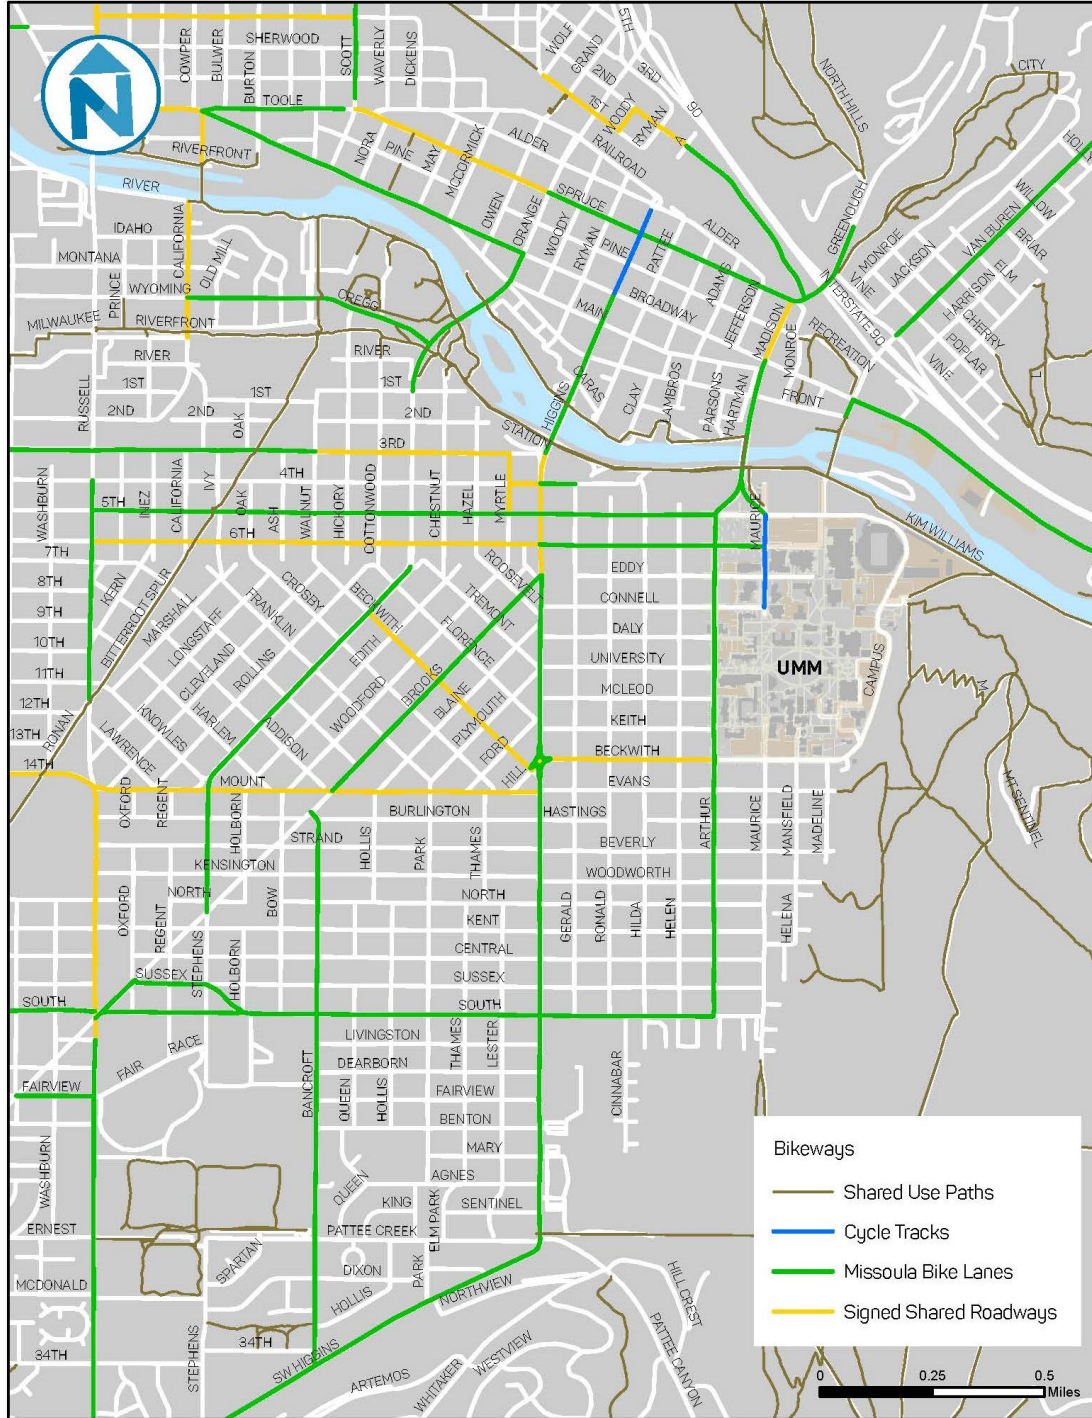 N
SHERWOOD
COWPER
BULWER
BURTON
SCOTT
WAVERLY
DICKENS
TOOLE
WOLF
GRAND
5TH
2ND
3RD
1ST
WOODY
RYMAN
A
90
NORTH HILLS
CITY
RIVERFRONT
NORA
PINE
MAY
MCCORMICK
ALDER
RAILROAD
RIVER
OWEN
ORANGE
SPRUCE
WOODY
RYMAN
PINE
PATTEE
ALDER
GREENOUGH
WILLOW
VAN BUREN
BRIAR
IDAHO
MONTANA
CALIFORNIA
OLD MILL
WYOMING
PRINCE
CREGG
MAIN
BROADWAY
ADAMS
JEFFERSON
MADISON
MONROE
INTERSTATE 90
RECREATION
VINE
MONROE
JACKSON
HARRISON
ELM
CHERRY
POPLAR
VINE
L
MILWAUKEE
RIVERFRONT
RIVER
RIVER
1ST
1ST
1ST
2ND
2ND
2ND
RUSSELL
OAK
3RD
STATION
HIGGINS
CARAS
CLAY
LAMBROS
PARSONS
HARTMAN
FRONT
WASHBURN
4TH
5TH
INEZ
CALIFORNIA
IVY
OAK
ASH
WALNUT
HICKORY
COTTONWOOD
CHESTNUT
HAZEL
MYRTLE
MAURICE
KIM WILLIAMS
6TH
7TH
8TH
9TH
10TH
11TH
12TH
13TH
14TH
RONAN
KERN
BITTERROOT SPUR
MARSHALL
LONGSTAFF
CLEVELAND
FRANKLIN
ROLLINS
CROSBY
BECKWITH
EDITH
ROOSEVELT
TREMONT
FLORENCE
BROOKS
BLAINE
PLYMOUTH
WOODFORD
ADDISON
HARLEM
KNOWLES
LAWRENCE
FORD
HILL
MOUNT
EDDY
CONNELL
DALY
UNIVERSITY
MCLEOD
KEITH
BECKWITH
EVANS
UMM
CAMPUS
M
MT SENTINEL
OXFORD
REGENT
HOLBORN
BURLINGTON
HASTINGS
STRAND
HOLLIS
PARK
THAMES
BEVERLY
WOODWORTH
ARTHUR
MAURICE
MANSFIELD
MADELINE
KENSINGTON
NORTH
NORTH
OXFORD
REGENT
BOW
KENT
CENTRAL
SUSSEX
GERALD
RONALD
HILDA
HELEN
HELENA
STEPHENS
HOLBORN
SUSSEX
SOUTH
SOUTH
LIVINGSTON
THAMES
LESTER
DEARBORN
FAIR
RACE
FAIRVIEW
FAIRVIEW
BANCROFT
QUEEN
HOLLIS
BENTON
MARY
CINNABAR
WASHBURN
AGNES
QUEEN
KING
SENTINEL
ELM PARK
ERNEST
PATTEE CREEK
SPARTAN
DIXON
PARK
MCDONALD
HOLLIS
NORTHVIEW
HILLCREST
34TH
34TH
STEPHENS
SW HIGGINS
ARTEMOS
WHITAKER
WESTVIEW
PATTEE CANYON
Bikeways
Shared Use Paths
Cycle Tracks
Missoula Bike Lanes
Signed Shared Roadways
0 0.25 0.5
Miles